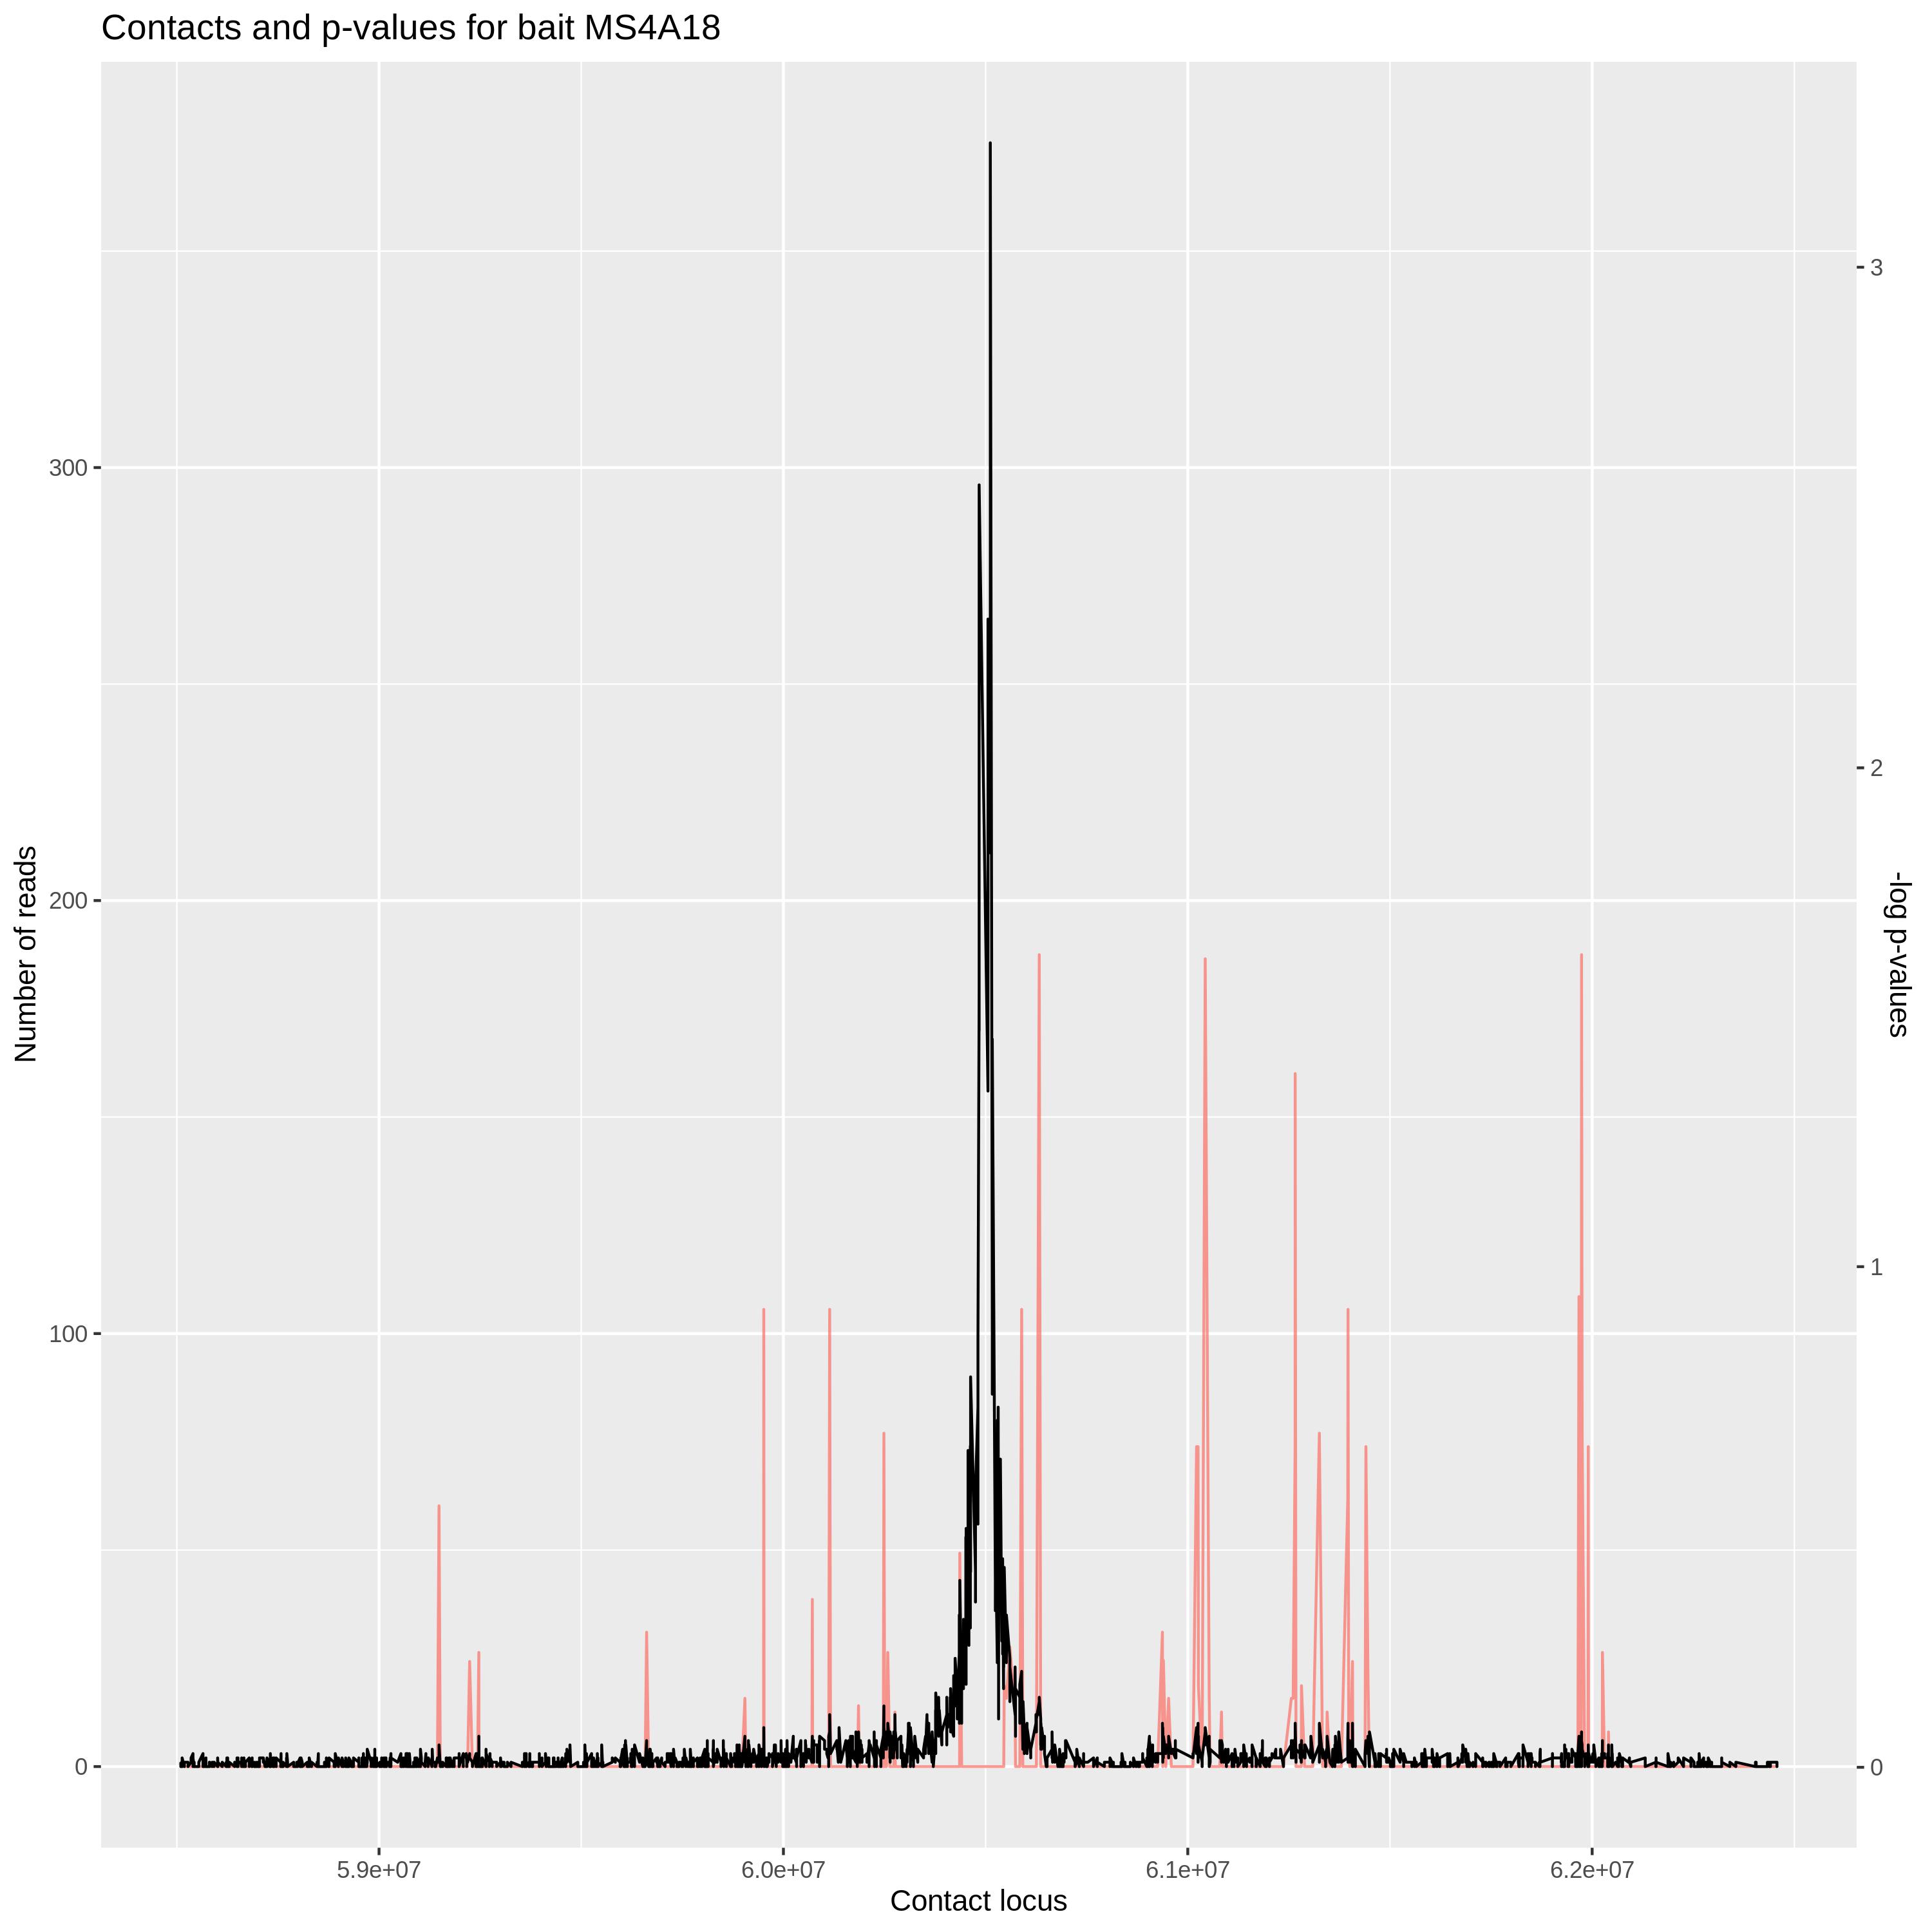 Contacts and p-values for bait MS4A18
Number of reads
300
200
100
0
3
2
1
0
-log p-values
5.9e+07 6.0e+07 6.1e+07 6.2e+07
Contact locus